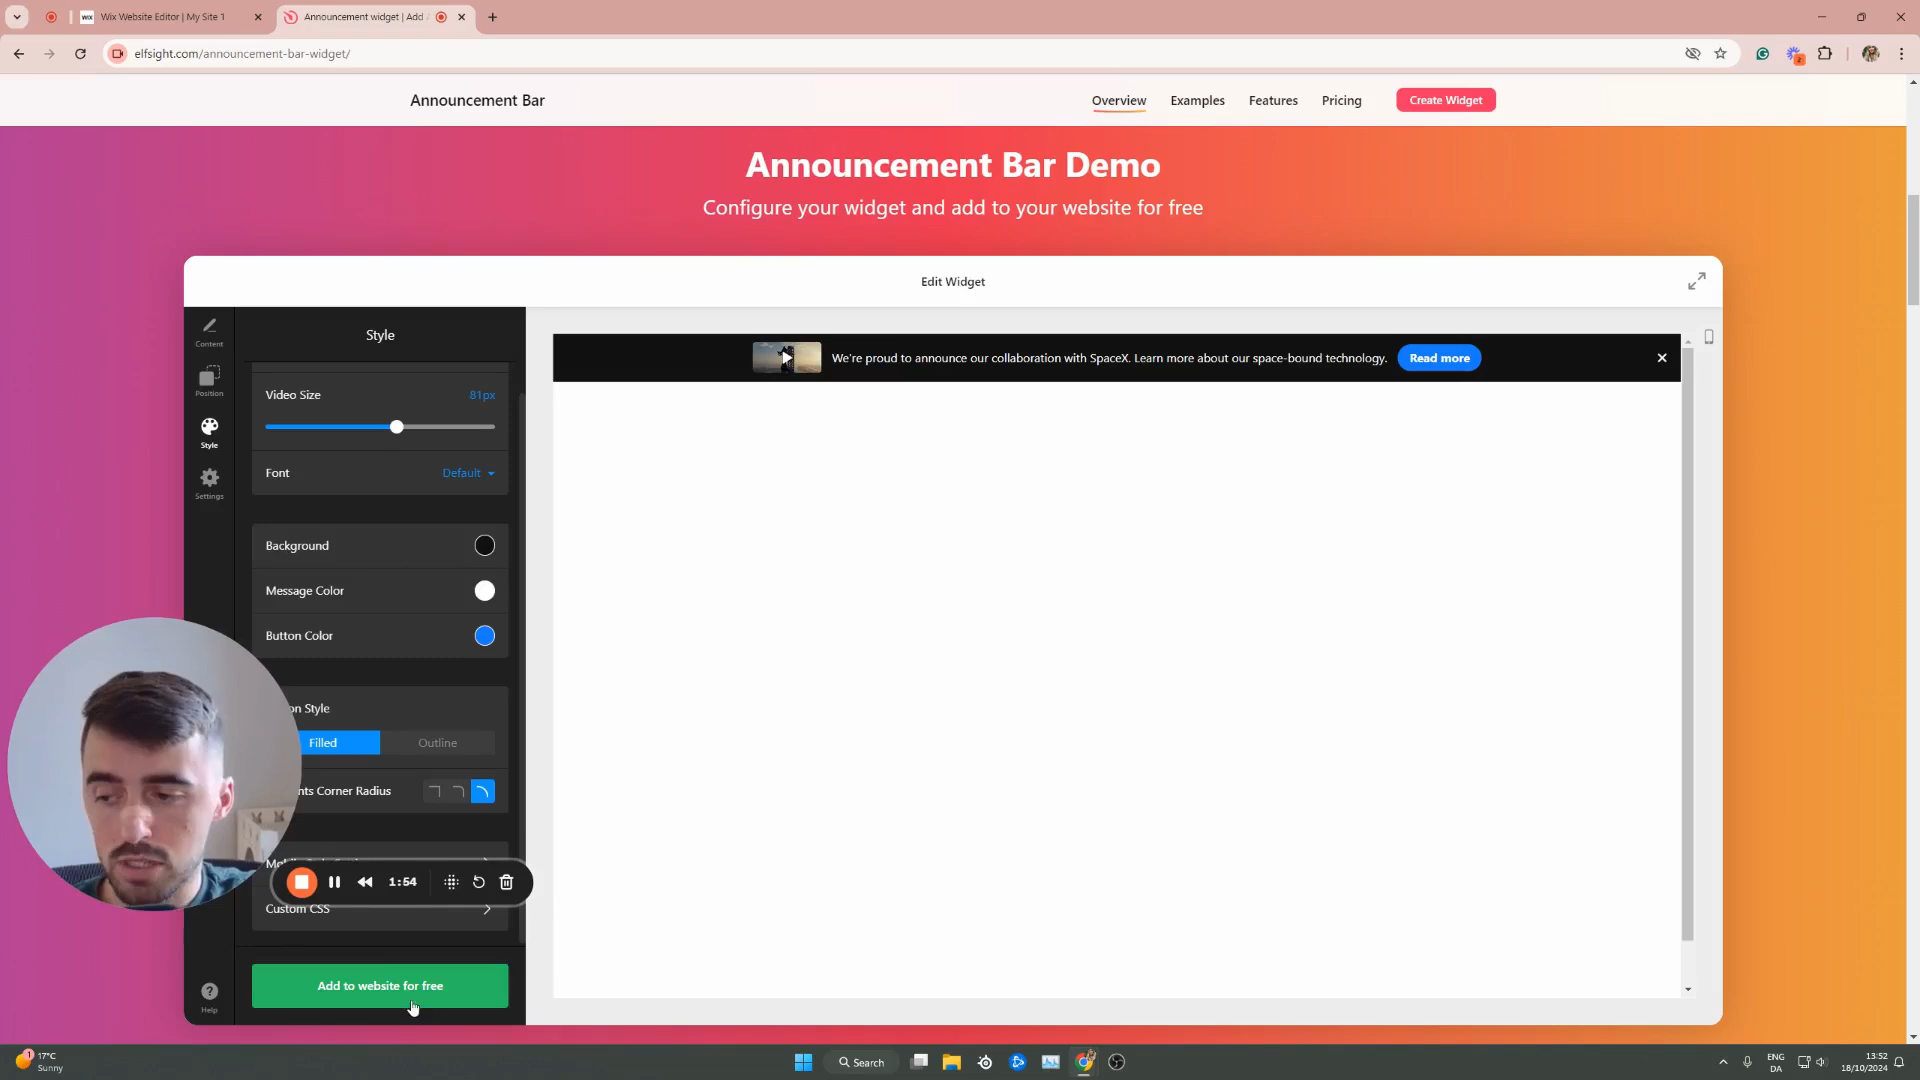 WiX Wix Website Editor | My Site 1
Announcement widget | Add
elfsight.com/announcement-bar-widget/
2
Announcement Bar
Overview
Examples
Features
Pricing
Create Widget
Announcement Bar Demo
Configure your widget and add to your website for free
Edit Widget
Content
Position
Style
Settings
Help
Style
Video Size
81px
Font
Default
Background
Message Color
Button Color
on Style
Filled
Outline
nts Corner Radius
1:54
Custom CSS
Add to website for free
We're proud to announce our collaboration with SpaceX. Learn more about our space-bound technology.
Read more
1
17°C
Sunny
Search
ENG
DA
13:52
18/10/2024